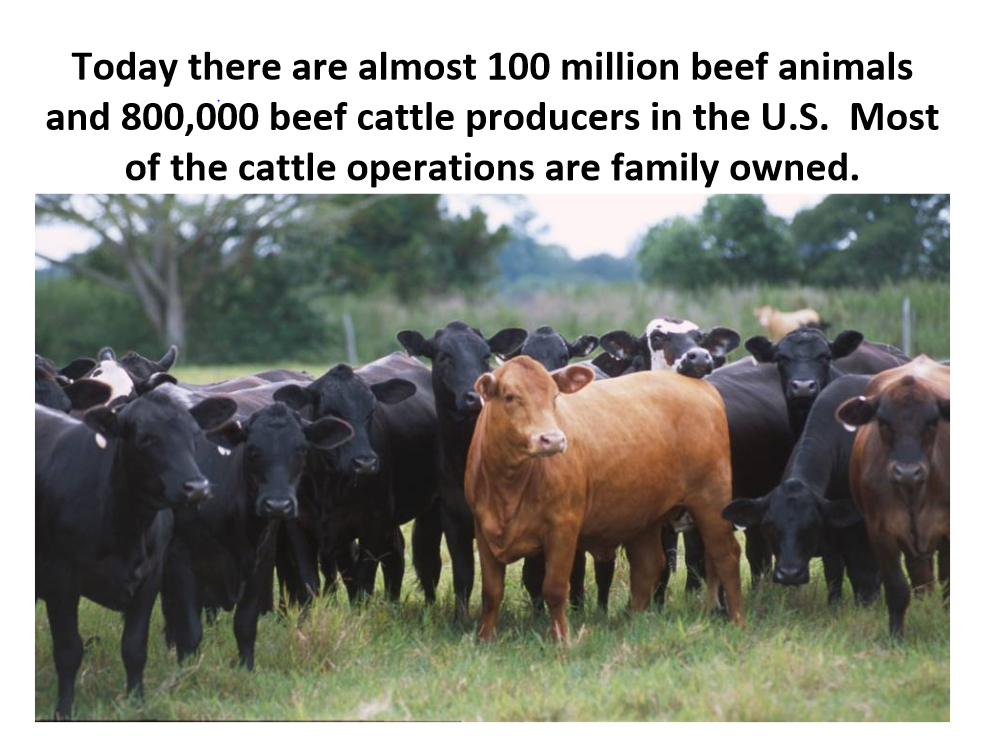 Today there are almost 100 million beef animals
and 800,000 beef cattle producers in the U.S.  Most
of the cattle operations are family owned.